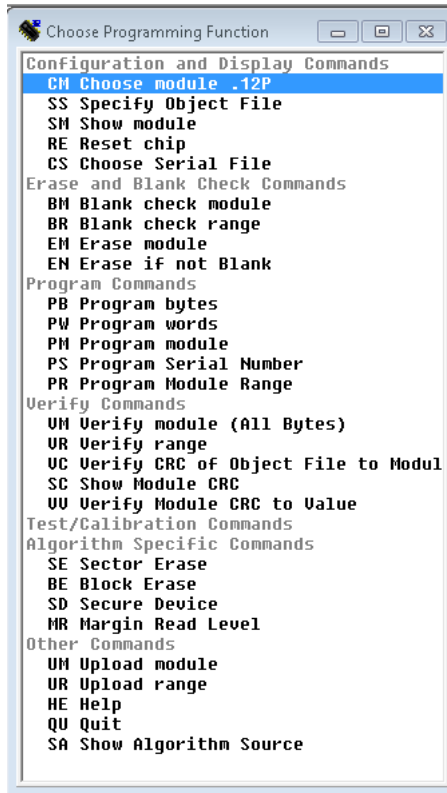 Choose Programming Function
Configuration and Display Commands
CM Choose module .12P
SS Specify Object File
SM Show module
RE Reset chip
CS Choose Serial File
Erase and Blank Check Commands
BM Blank check module
BR Blank check range
EM Erase module
EN Erase if not Blank
Program Commands
PB Program bytes
PW Program words
PM Program module
PS Program Serial Number
PR Program Module Range
Verify Commands
VM Verify module (All Bytes)
VR Verify range
VC Verify CRC of Object File to Modul
SC Show Module CRC
VV Verify Module CRC to Value
Test/Calibration Commands
Algorithm Specific Commands
SE Sector Erase
BE Block Erase
SD Secure Device
MR Margin Read Level
Other Commands
UM Upload module
UR Upload range
HE Help
QU Quit
SA Show Algorithm Source